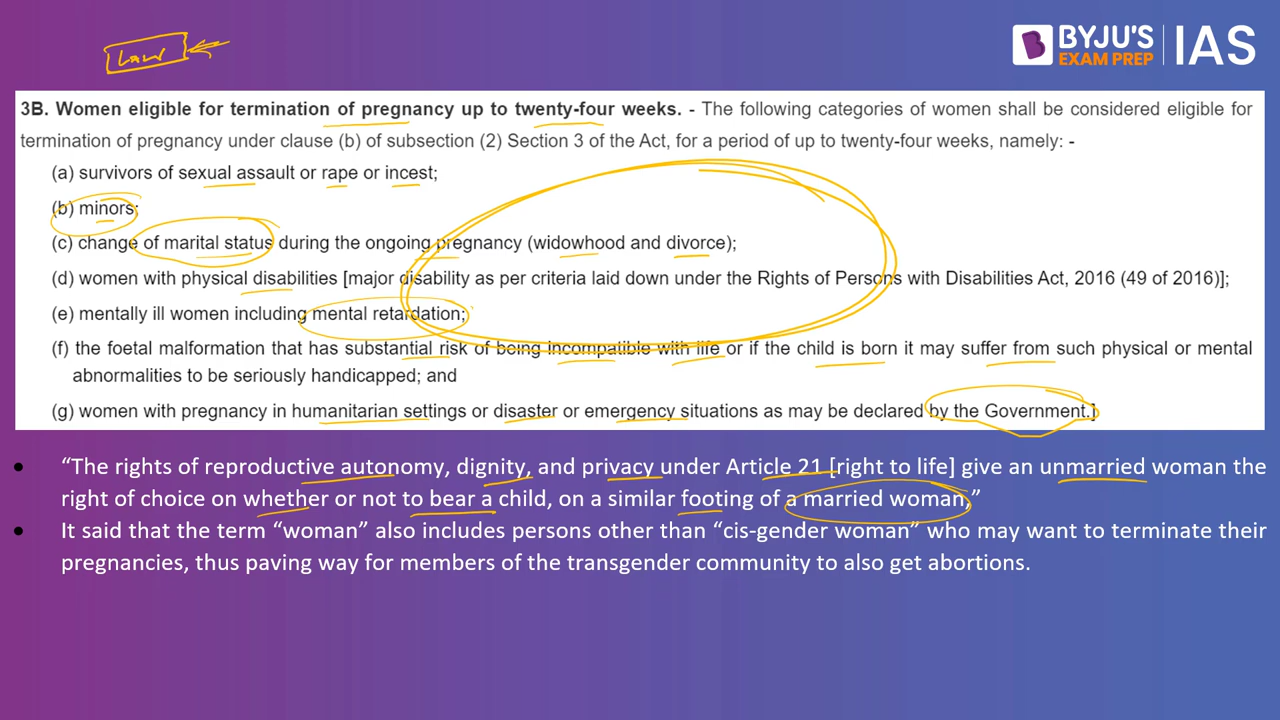 Law
BYJU'S
EXAM PREP
IAS
3B. Women eligible for termination of pregnancy up to twenty-four weeks. - The following categories of women shall be considered eligible for
termination of pregnancy under clause (b) of subsection (2) Section 3 of the Act, for a period of up to twenty-four weeks, namely: -
(a) survivors of sexual assault or rape or incest;
(b) minors;
(c) change of marital status during the ongoing pregnancy (widowhood and divorce);
(d) women with physical disabilities [major disability as per criteria laid down under the Rights of Persons with Disabilities Act, 2016 (49 of 2016)];
(e) mentally ill women including mental retardation;
(f) the foetal malformation that has substantial risk of being incompatible with life or if the child is born it may suffer from such physical or mental
abnormalities to be seriously handicapped; and
(g) women with pregnancy in humanitarian settings or disaster or emergency situations as may be declared by the Government.]
• “The rights of reproductive autonomy, dignity, and privacy under Article 21 [right to life] give an unmarried woman the
right of choice on whether or not to bear a child, on a similar footing of a married woman,”
• It said that the term “woman” also includes persons other than “cis-gender woman” who may want to terminate their
pregnancies, thus paving way for members of the transgender community to also get abortions.